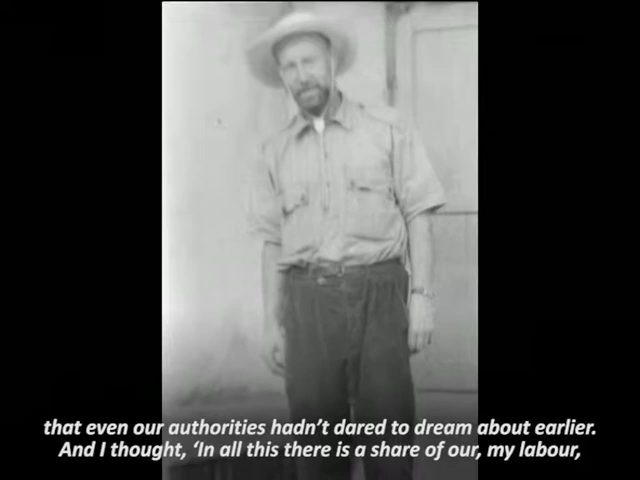 that even our authorities hadn't dared to dream about earlier.
And I thought, ‘In all this there is a share of our, my labour,